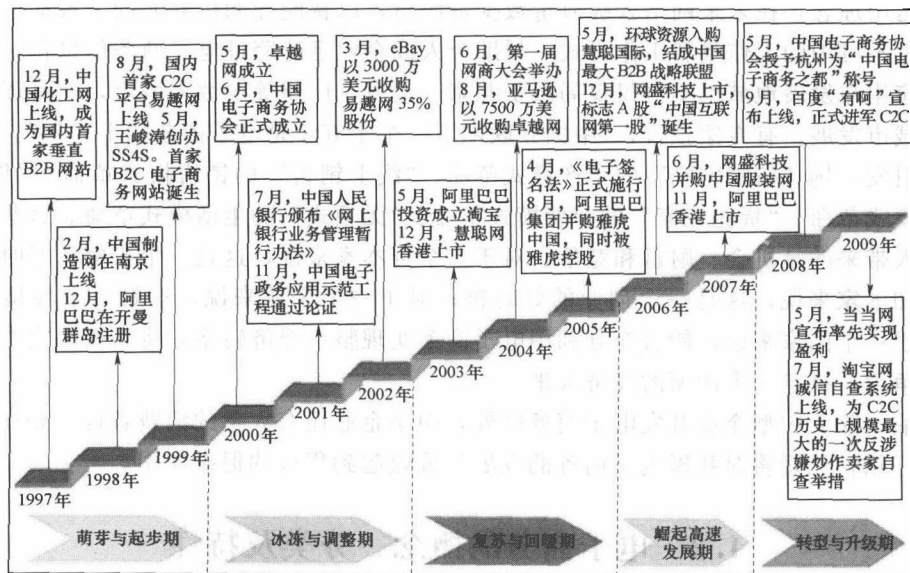 12月，中
国化工网
上线，成
为国内首
家垂直
B2B网站
8月，国内
首家C2C
平台易趣网
上线 5月，
王峻涛创办
SS4S。首家
B2C电子商
务网站诞生
5月，卓越
网成立
6月，中国
电子商务协
会正式成立
3月，eBay
以3000万
美元收购
易趣网35%
股份
6月，第一届
网商大会举办
8月，亚马逊
以7500万美
元收购卓越网
5月，环球资源入购
慧聪国际，结成中国
最大B2B战略联盟
12月，网盛科技上市，
标志A股“中国互联
网第一股”诞生
5月，中国电子商务协
会授予杭州为“中国电
子商务之都”称号
9月，百度“有啊”宣
布上线，正式进军C2C
2月，中国制
造网在南京
上线
12月，阿里
巴巴在开曼
群岛注册
7月，中国人民
银行颁布《网上
银行业务管理暂
行办法》
11月，中国电子
政务应用示范工
程通过论证
5月，阿里巴巴
投资成立淘宝
12月，慧聪网
香港上市
4月，《电子签
名法》正式施行
8月，阿里巴巴
集团并购雅虎
中国，同时被
雅虎控股
6月，网盛科技
并购中国服装网
11月，阿里巴巴
香港上市
5月，当当网
宣布率先实现
盈利
7月，淘宝网
诚信自查系统
上线，为C2C
历史上规模最
大的一次反涉
嫌炒作卖家自
查举措
1997年
1998年
1999年
2000年
2001年
2002年
2003年
2004年
2005年
2006年
2007年
2008年
2009年
萌芽与起步期
冰冻与调整期
复苏与回暖期
崛起高速
发展期
转型与升级期